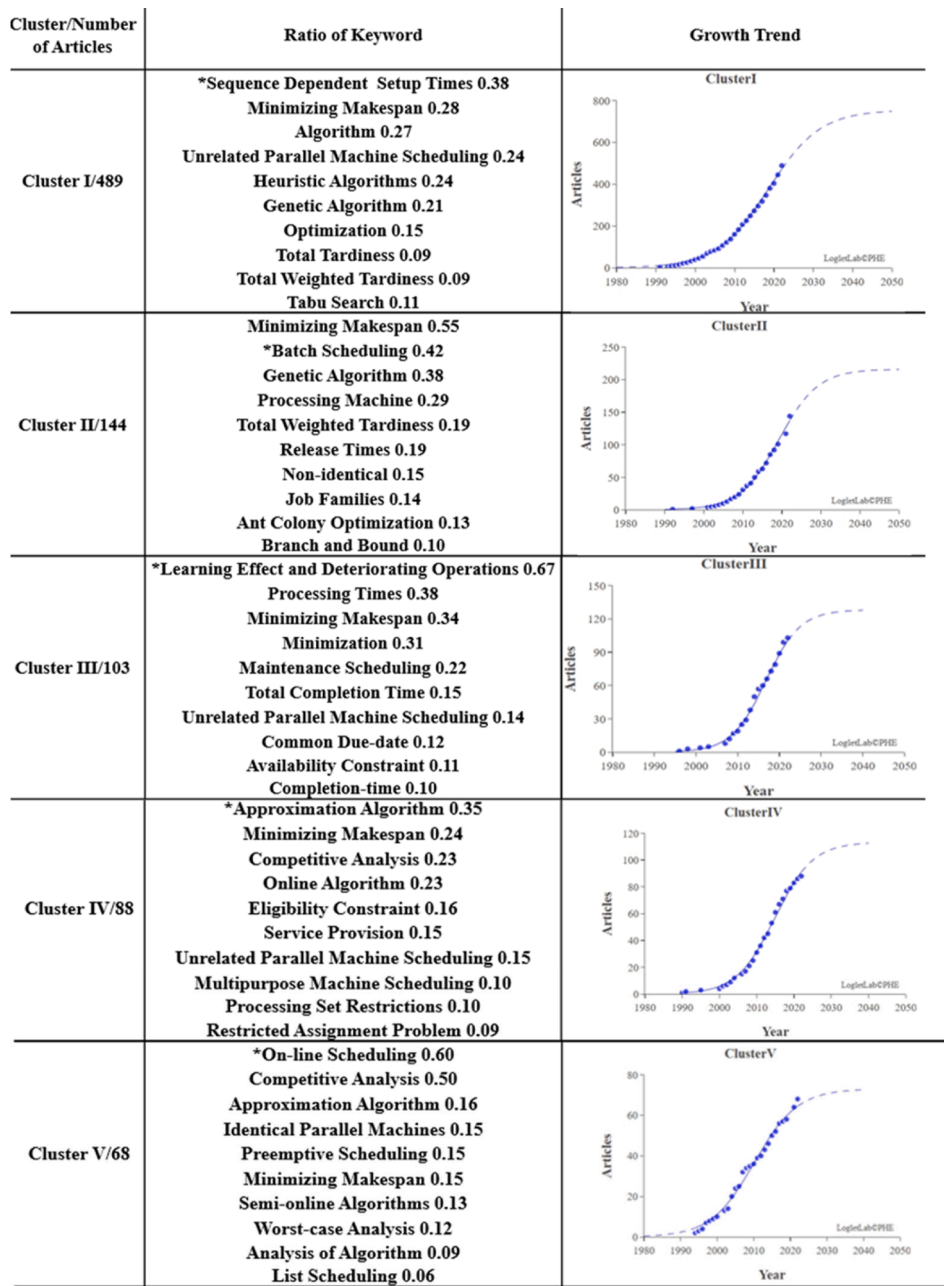 Cluster/Number of Articles
Ratio of Keyword
Growth Trend
Cluster I/489
*Sequence Dependent Setup Times 0.38
Minimizing Makespan 0.28
Algorithm 0.27
Unrelated Parallel Machine Scheduling 0.24
Heuristic Algorithms 0.24
Genetic Algorithm 0.21
Optimization 0.15
Total Tardiness 0.09
Total Weighted Tardiness 0.09
Tabu Search 0.11
ClusterI
Articles
800
600
400
200
0
1980 1990 2000 2010 2020 2030 2040 2050
LogletLab©PHE
Year
Cluster II/144
Minimizing Makespan 0.55
*Batch Scheduling 0.42
Genetic Algorithm 0.38
Processing Machine 0.29
Total Weighted Tardiness 0.19
Release Times 0.19
Non-identical 0.15
Job Families 0.14
Ant Colony Optimization 0.13
Branch and Bound 0.10
ClusterII
Articles
250
200
150
100
50
0
1980 1990 2000 2010 2020 2030 2040 2050
LogletLab©PHE
Year
Cluster III/103
*Learning Effect and Deteriorating Operations 0.67
Processing Times 0.38
Minimizing Makespan 0.34
Minimization 0.31
Maintenance Scheduling 0.22
Total Completion Time 0.15
Unrelated Parallel Machine Scheduling 0.14
Common Due-date 0.12
Availability Constraint 0.11
Completion-time 0.10
ClusterIII
Articles
150
120
90
60
30
0
1980 1990 2000 2010 2020 2030 2040 2050
LogletLab©PHE
Year
Cluster IV/88
*Approximation Algorithm 0.35
Minimizing Makespan 0.24
Competitive Analysis 0.23
Online Algorithm 0.23
Eligibility Constraint 0.16
Service Provision 0.15
Unrelated Parallel Machine Scheduling 0.15
Multipurpose Machine Scheduling 0.10
Processing Set Restrictions 0.10
Restricted Assignment Problem 0.09
ClusterIV
Articles
120
100
80
60
40
20
0
1980 1990 2000 2010 2020 2030 2040 2050
LogletLab©PHE
Year
Cluster V/68
*On-line Scheduling 0.60
Competitive Analysis 0.50
Approximation Algorithm 0.16
Identical Parallel Machines 0.15
Preemptive Scheduling 0.15
Minimizing Makespan 0.15
Semi-online Algorithms 0.13
Worst-case Analysis 0.12
Analysis of Algorithm 0.09
List Scheduling 0.06
ClusterV
Articles
80
60
40
20
0
1980 1990 2000 2010 2020 2030 2040 2050
LogletLab©PHE
Year